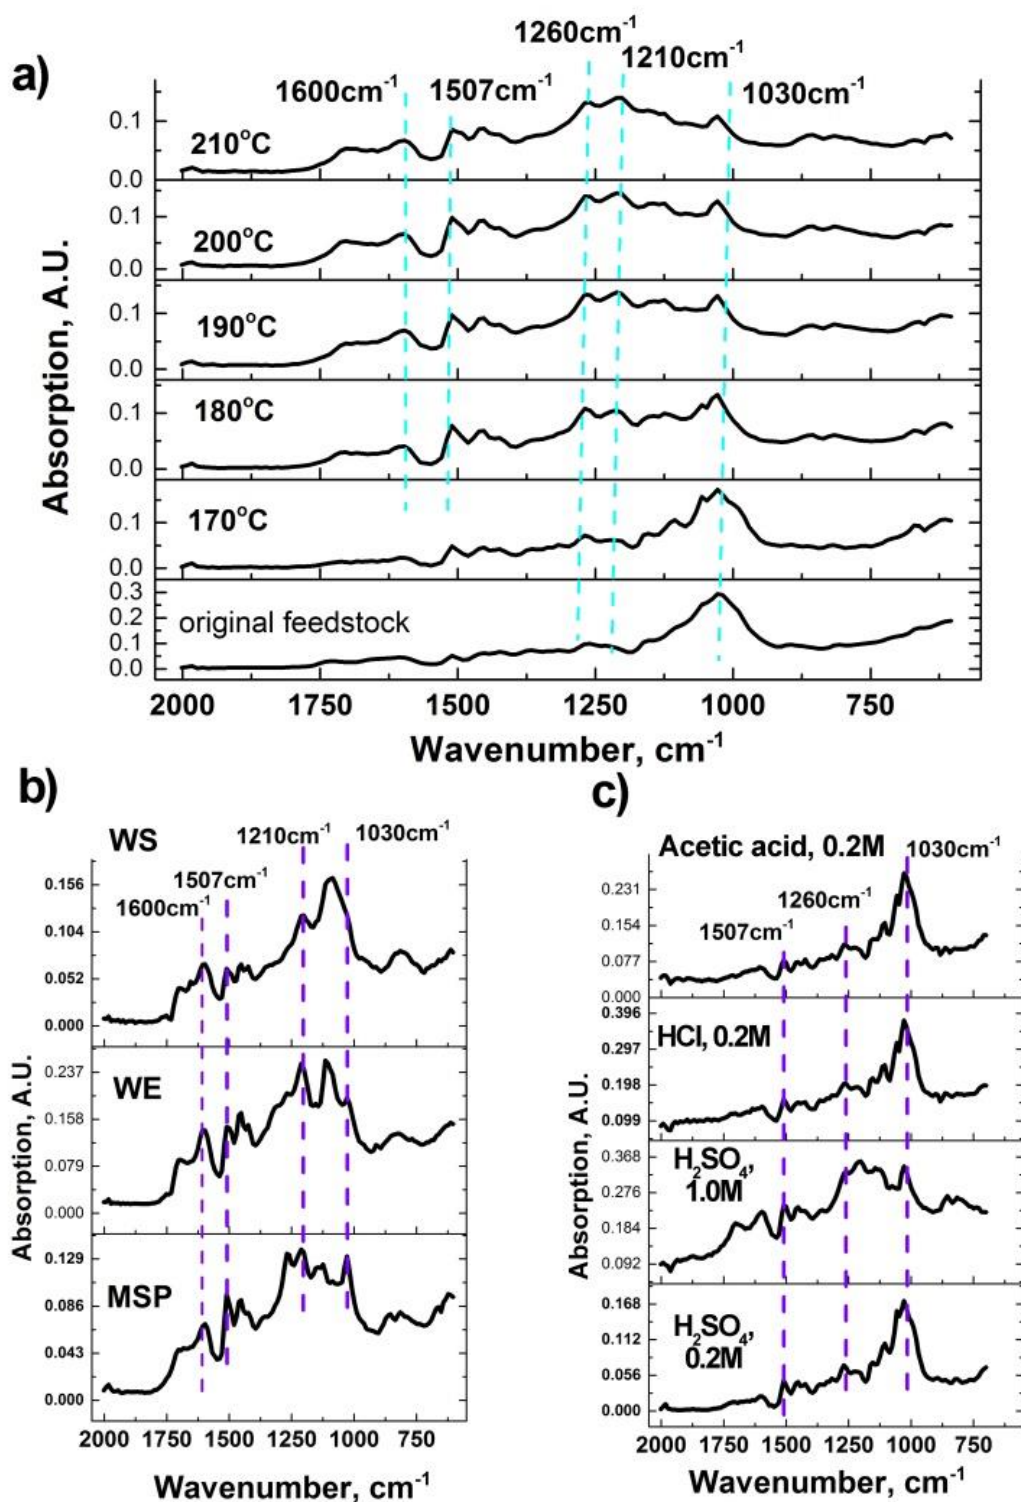 a)
1260cm⁻¹
1210cm⁻¹
1600cm⁻¹ 1507cm⁻¹ 1030cm⁻¹
Absorption, A.U.
0.1
210°C
0.0
0.1
200°C
0.0
0.1
190°C
0.0
0.1
180°C
0.0
170°C
0.1
0.0
0.3
original feedstock
0.2
0.1
0.0
2000 1750 1500 1250 1000 750
Wavenumber, cm⁻¹
b)
WS
1210cm⁻¹ 1030cm⁻¹
1507cm⁻¹
1600cm⁻¹
Absorption, A.U.
0.156
0.104
0.052
0.000
WE
0.237
0.158
0.079
0.000
MSP
0.129
0.086
0.043
0.000
2000 1750 1500 1250 1000 750
Wavenumber, cm⁻¹
c)
Acetic acid, 0.2M
1030cm⁻¹
1260cm⁻¹
1507cm⁻¹
Absorption, A.U.
0.231
0.154
0.077
0.000
HCl, 0.2M
0.396
0.297
0.198
0.099
H₂SO₄,
1.0M
0.368
0.276
0.184
0.092
H₂SO₄,
0.2M
0.168
0.112
0.056
0.000
2000 1750 1500 1250 1000 750
Wavenumber, cm⁻¹